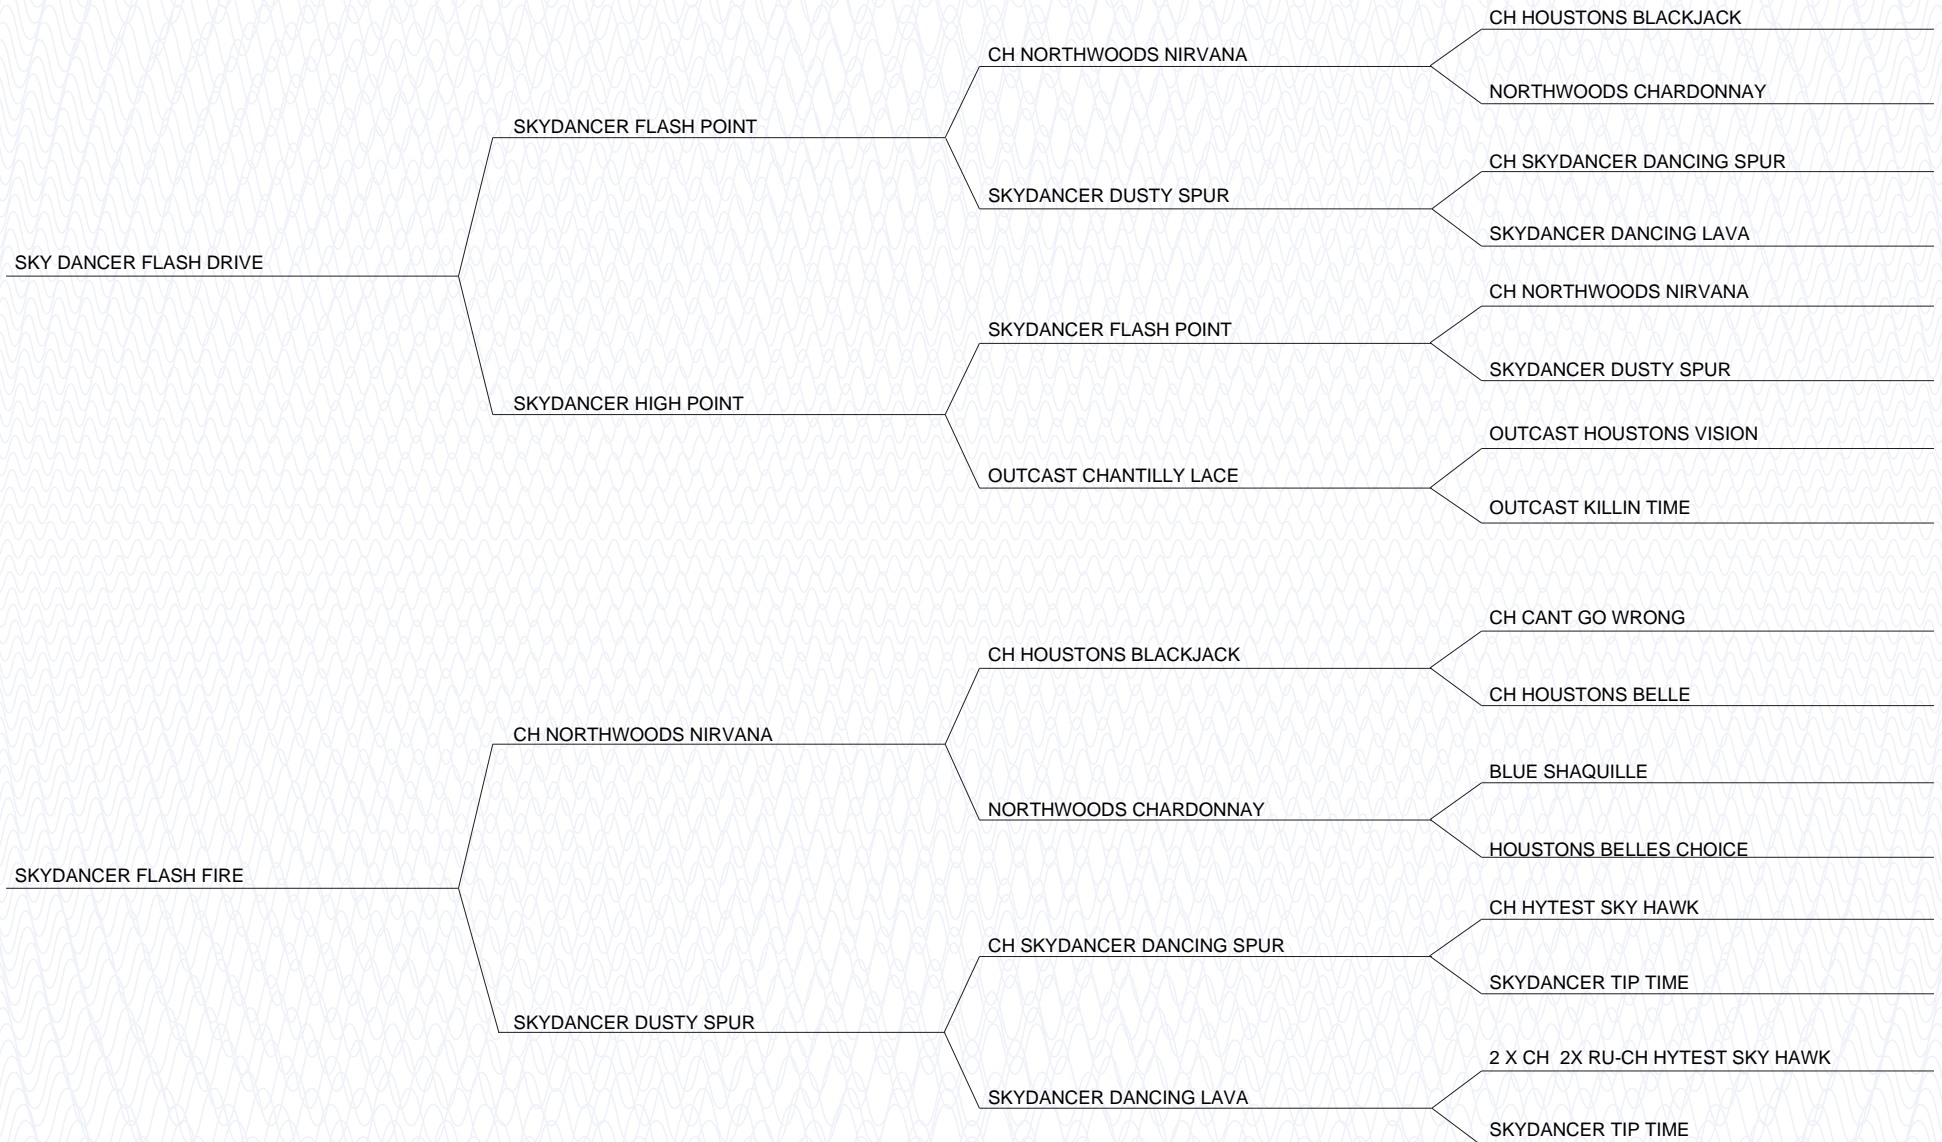 CH HOUSTONS BLACKJACK
CH NORTHWOODS NIRVANA
NORTHWOODS CHARDONNAY
SKYDANCER FLASH POINT
CH SKYDANCER DANCING SPUR
SKYDANCER DUSTY SPUR
SKYDANCER DANCING LAVA
SKY DANCER FLASH DRIVE
CH NORTHWOODS NIRVANA
SKYDANCER FLASH POINT
SKYDANCER DUSTY SPUR
SKYDANCER HIGH POINT
OUTCAST HOUSTONS VISION
OUTCAST CHANTILLY LACE
OUTCAST KILLIN TIME
CH CANT GO WRONG
CH HOUSTONS BLACKJACK
CH HOUSTONS BELLE
CH NORTHWOODS NIRVANA
BLUE SHAQUILLE
NORTHWOODS CHARDONNAY
HOUSTONS BELLES CHOICE
SKYDANCER FLASH FIRE
CH HYTEST SKY HAWK
CH SKYDANCER DANCING SPUR
SKYDANCER TIP TIME
SKYDANCER DUSTY SPUR
2 X CH  2X RU-CH HYTEST SKY HAWK
SKYDANCER DANCING LAVA
SKYDANCER TIP TIME